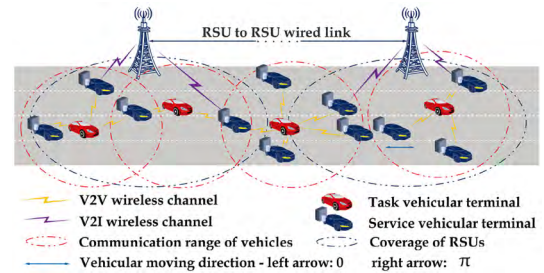 RSU to RSU wired link
V2V wireless channel
Task vehicular terminal
V2I wireless channel
Service vehicular terminal
Communication range of vehicles
Coverage of RSUs
Vehicular moving direction - left arrow: 0 right arrow: π